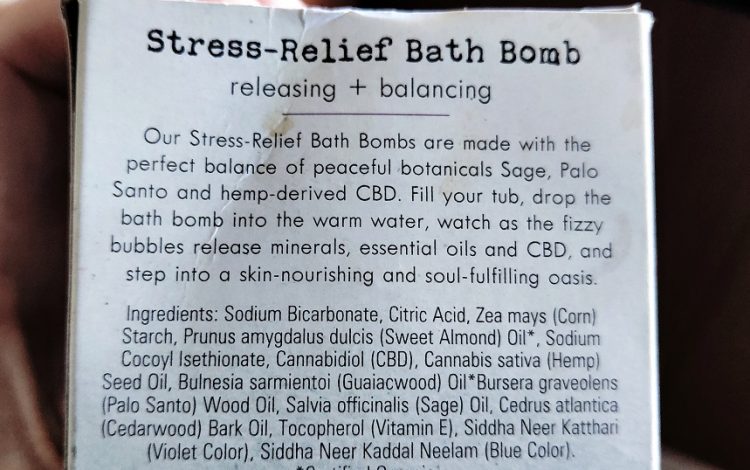 Stress-Relief Bath Bomb
releasing + balancing
Our Stress-Relief Bath Bombs are made with the
perfect balance of peaceful botanicals Sage, Palo
Santo and hemp-derived CBD. Fill your tub, drop the
bath bomb into the warm water, watch as the fizzy
bubbles release minerals, essential oils and CBD, and
step into a skin-nourishing and soul-fulfilling oasis.
Ingredients: Sodium Bicarbonate, Citric Acid, Zea mays (Corn)
Starch, Prunus amygdalus dulcis (Sweet Almond) Oil*, Sodium
Cocoyl Isethionate, Cannabidiol (CBD), Cannabis sativa (Hemp)
Seed Oil, Bulnesia sarmientoi (Guaiacwood) Oil*Bursera graveolens
(Palo Santo) Wood Oil, Salvia officinalis (Sage) Oil, Cedrus atlantica
(Cedarwood) Bark Oil, Tocopherol (Vitamin E), Siddha Neer Katthari
(Violet Color), Siddha Neer Kaddal Neelam (Blue Color).